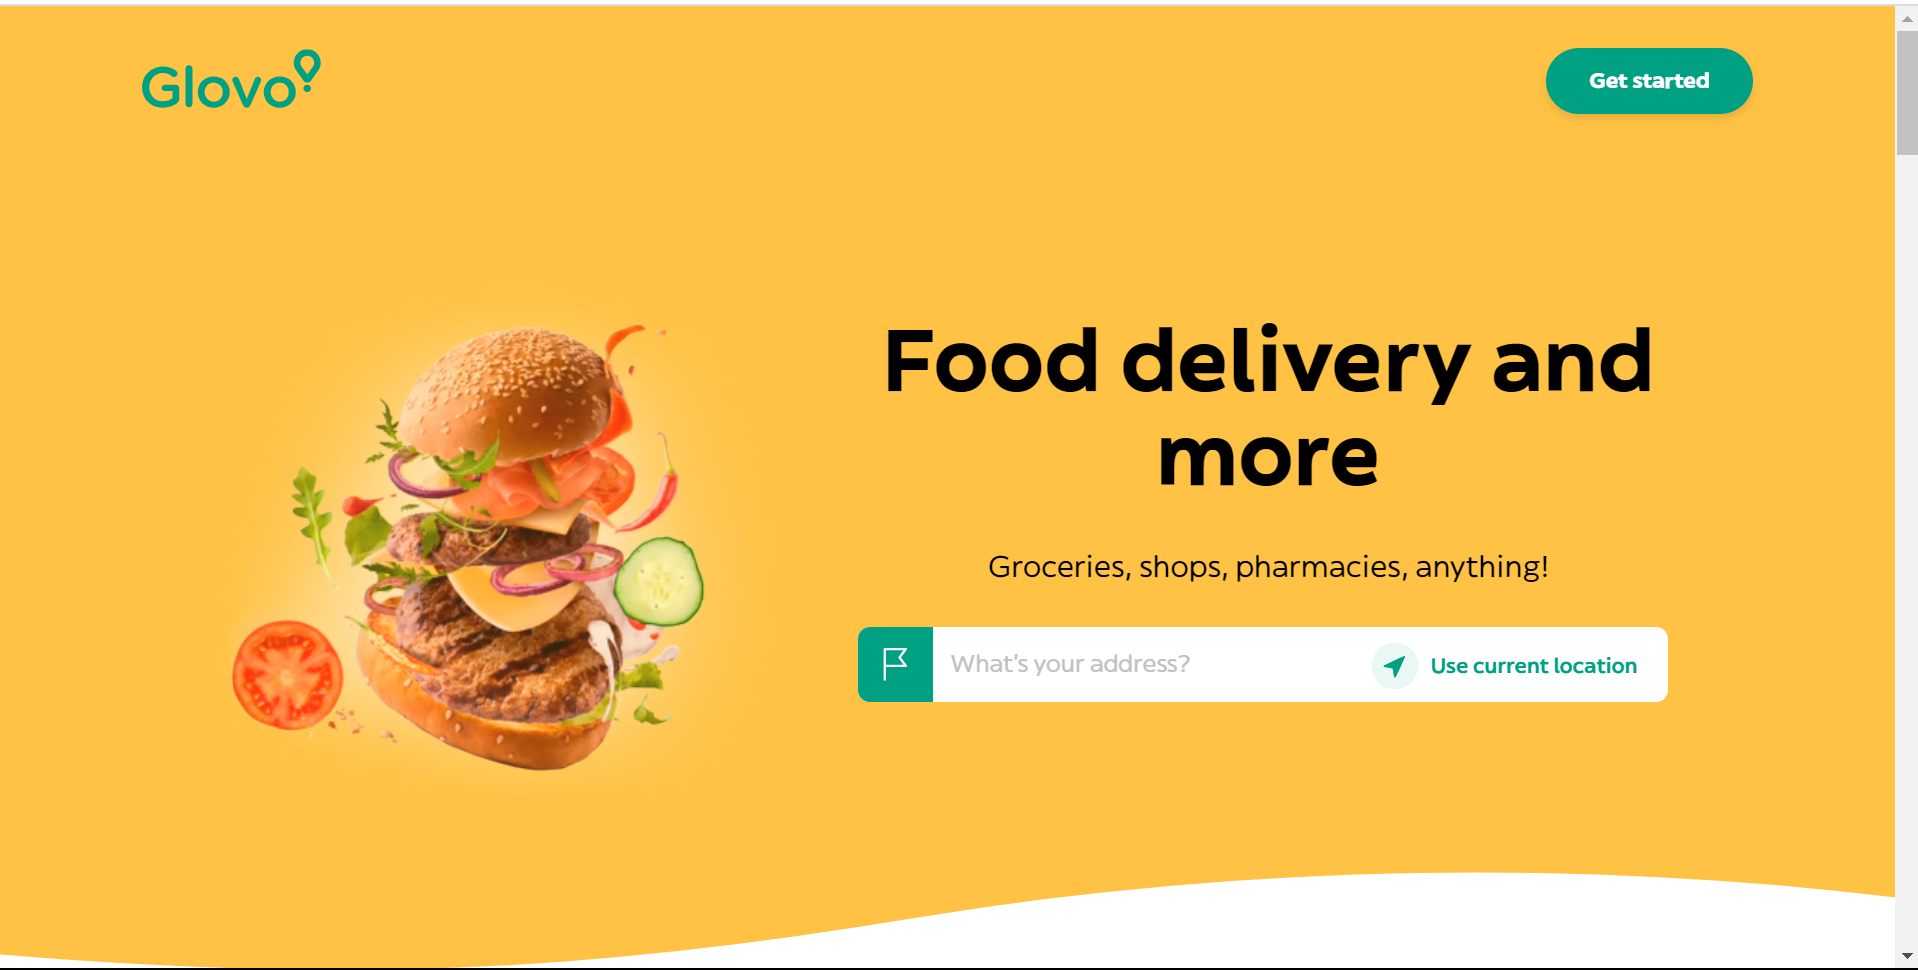 Glovo
Get started
Food delivery and
more
Groceries, shops, pharmacies, anything!
What's your address?
Use current location